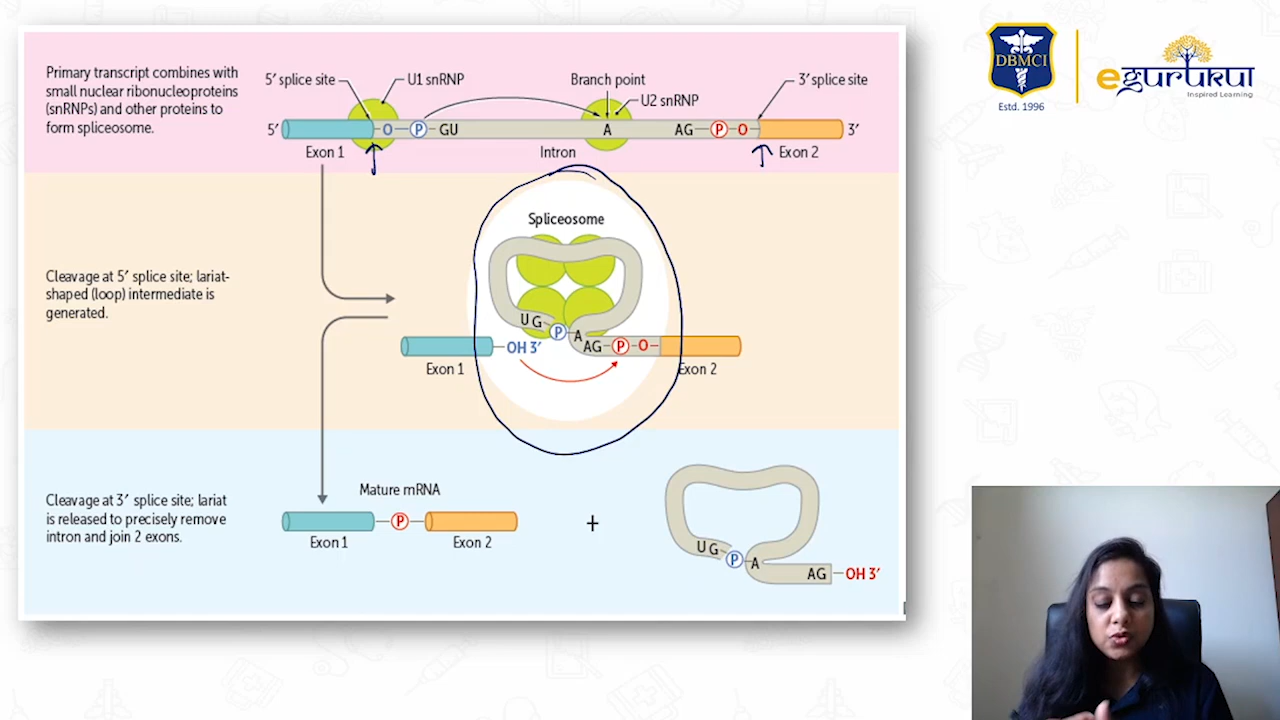 Primary transcript combines with
small nuclear ribonucleoproteins
(snRNPs) and other proteins to
form spliceosome.
5′ splice site
U1 snRNP
Branch point
U2 snRNP
3′ splice site
5′
O
P
GU
A
AG
P
O
3′
Exon 1
Intron
Exon 2
Cleavage at 5′ splice site; lariat-
shaped (loop) intermediate is
generated.
Spliceosome
U G
P
A
OH 3′
AG
P
O
Exon 1
Exon 2
Cleavage at 3′ splice site; lariat
is released to precisely remove
intron and join 2 exons.
Mature mRNA
P
Exon 1
Exon 2
+
U G
P
A
AG
OH 3′
DBMCI
Estd. 1996
egurukul
Inspired Learning